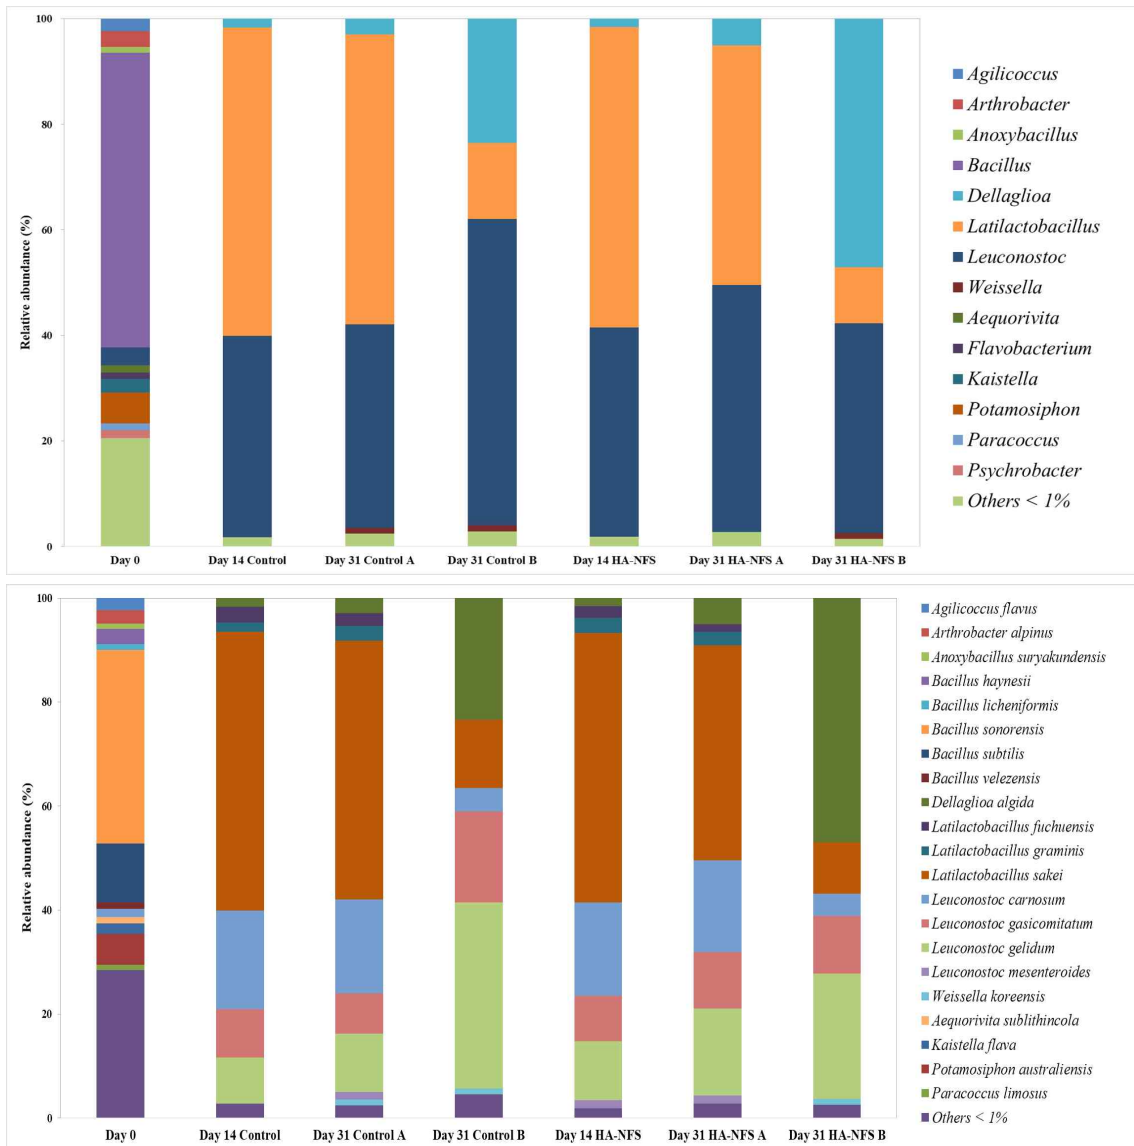 100
80
60
40
20
0
Relative abundance (%)
Day 0
Day 14 Control
Day 31 Control A
Day 31 Control B
Day 14 HA-NFS
Day 31 HA-NFS A
Day 31 HA-NFS B
Agilicoccus
Arthrobacter
Anoxybacillus
Bacillus
Dellaglioa
Latilactobacillus
Leuconostoc
Weissella
Aequorivita
Flavobacterium
Kaistella
Potamosiphon
Paracoccus
Psychrobacter
Others < 1%
100
80
60
40
20
0
Relative abundance (%)
Day 0
Day 14 Control
Day 31 Control A
Day 31 Control B
Day 14 HA-NFS
Day 31 HA-NFS A
Day 31 HA-NFS B
Agilicoccus flavus
Arthrobacter alpinus
Anoxybacillus suryakundensis
Bacillus haynesii
Bacillus licheniformis
Bacillus sonorensis
Bacillus subtilis
Bacillus velezensis
Dellaglioa algida
Latilactobacillus fuchuensis
Latilactobacillus graminis
Latilactobacillus sakei
Leuconostoc carnosum
Leuconostoc gasicomitatum
Leuconostoc gelidum
Leuconostoc mesenteroides
Weissella koreensis
Aequorivita sublithincola
Kaistella flava
Potamosiphon australiensis
Paracoccus limosus
Others < 1%